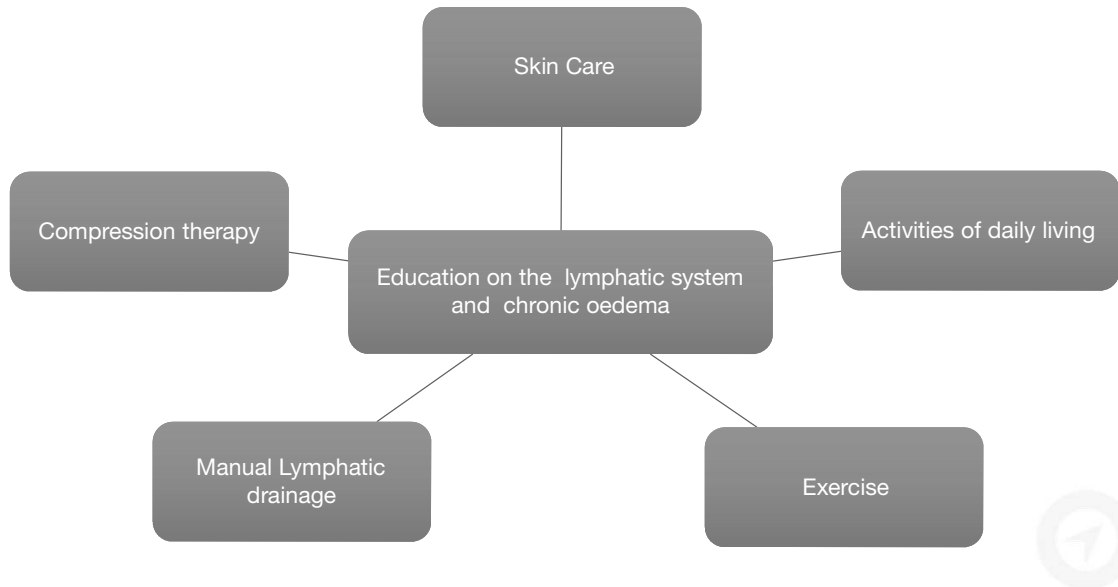 Skin Care
Compression therapy
Activities of daily living
Education on the lymphatic system
and chronic oedema
Manual Lymphatic
drainage
Exercise